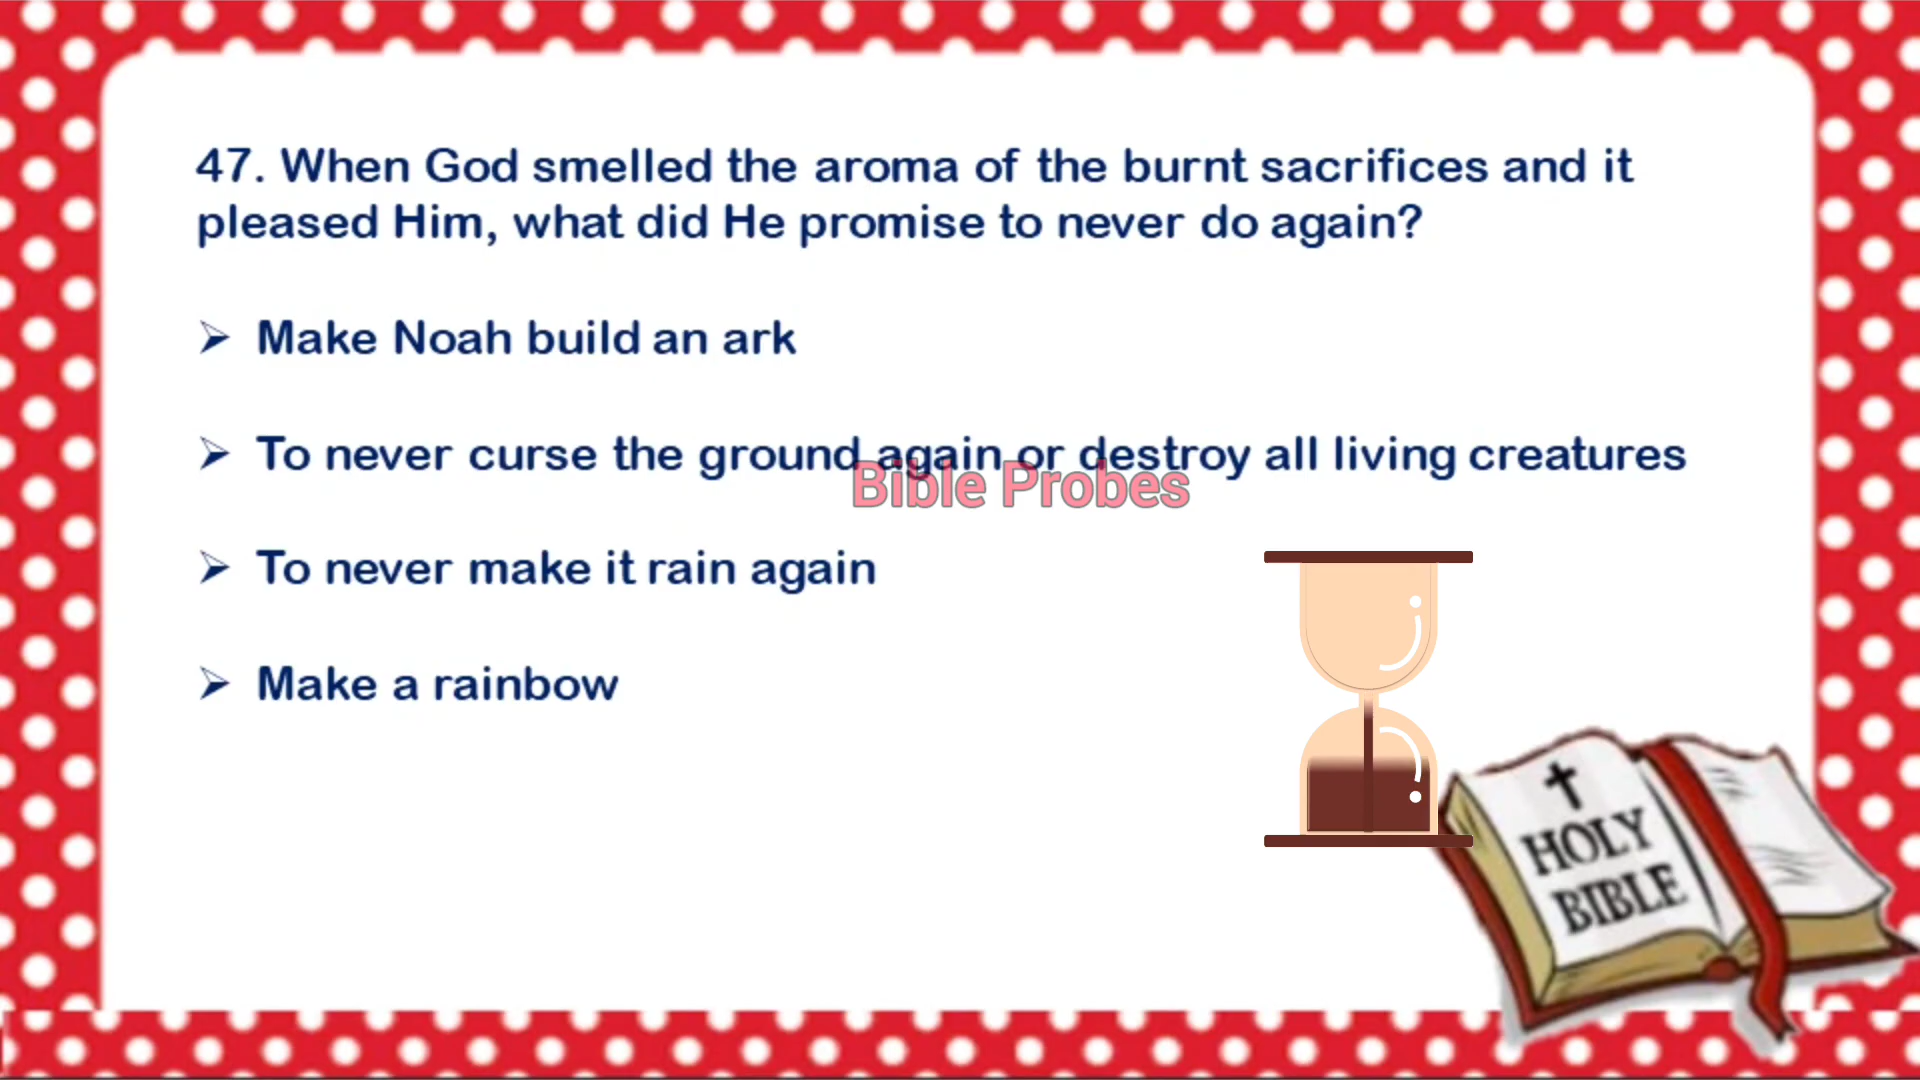 47. When God smelled the aroma of the burnt sacrifices and it
pleased Him, what did He promise to never do again?
➢ Make Noah build an ark
➢ To never curse the ground again or destroy all living creatures
Bible Probes
➢ To never make it rain again
➢ Make a rainbow
HOLY
BIBLE